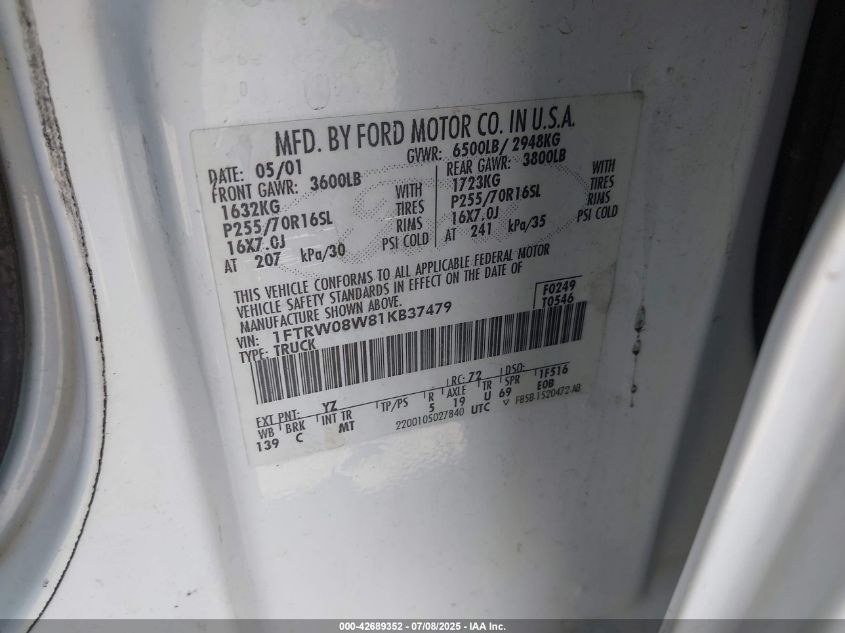 MFD. BY FORD MOTOR CO. IN U.S.A.
DATE: 05/01 GVWR: 6500LB/ 2948KG
FRONT GAWR: 3600LB REAR GAWR: 3800LB
1632KG WITH 1723KG WITH
P255/70R16SL TIRES P255/70R16SL TIRES
16X7.0J RIMS 16X7.0J RIMS
AT 207 kPa/30 PSI COLD AT 241 kPa/35 PSI COLD
THIS VEHICLE CONFORMS TO ALL APPLICABLE FEDERAL MOTOR
VEHICLE SAFETY STANDARDS IN EFFECT ON THE DATE OF
MANUFACTURE SHOWN ABOVE.
F0249
T0546
VIN: 1FTRW08W81KB37479
TYPE: TRUCK
EXT PNT: YZ RC: 72 DSO: 1F516
WB BRK INT TR TP/PS R AXLE TR SPR EOB
139 C MT 5 19 U 69
2200105027840 UTC F85B-1520472-AB
000-42689352 - 07/08/2025 - IAA Inc.